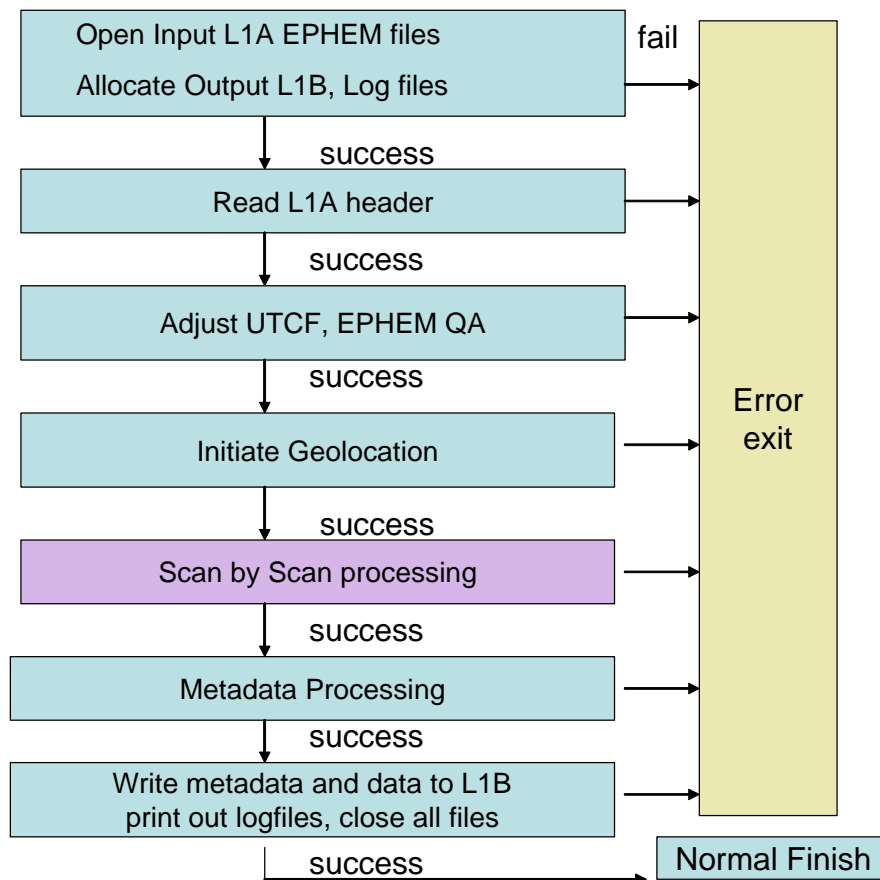 Open Input L1A EPHEM files
fail
Allocate Output L1B, Log files
success
Read L1A header
success
Adjust UTCF, EPHEM QA
success
Error
exit
Initiate Geolocation
success
Scan by Scan processing
success
Metadata Processing
success
Write metadata and data to L1B
print out logfiles, close all files
success
Normal Finish